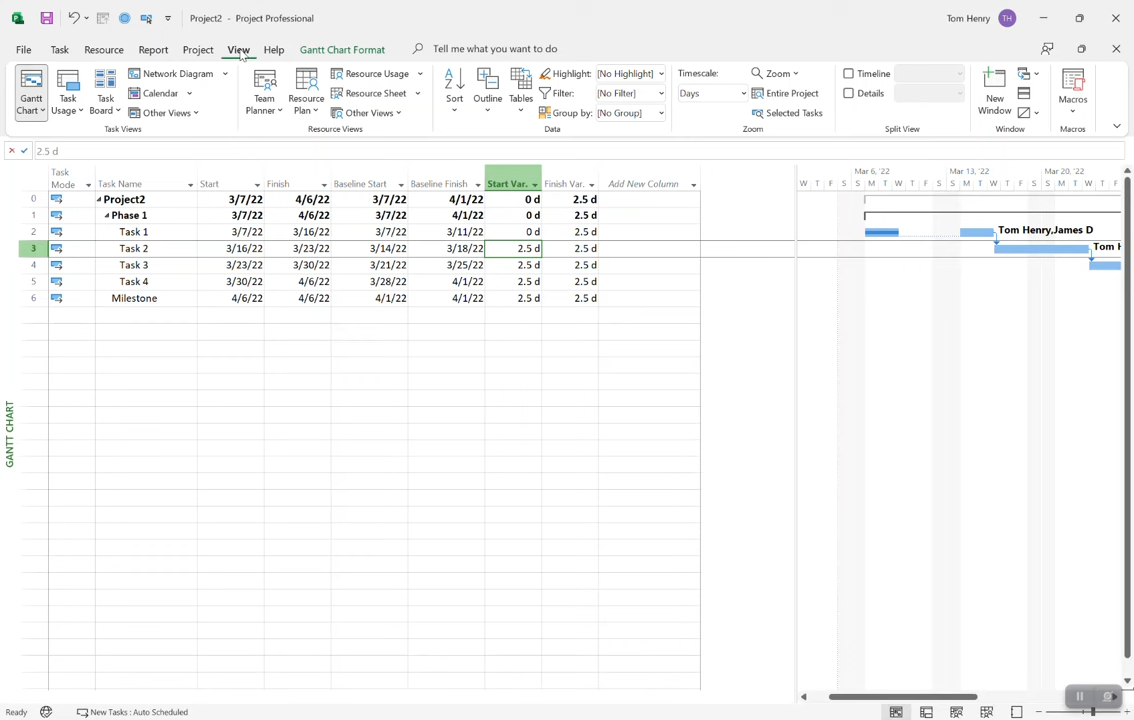 Project2 - Project Professional
Tom Henry TH
File Task Resource Report Project View Help Gantt Chart Format Tell me what you want to do
Gantt Chart
Task Usage
Task Board
Network Diagram
Calendar
Other Views
Task Views
Team Planner
Resource Plan
Resource Usage
Resource Sheet
Other Views
Resource Views
Sort
Outline
Tables
Highlight: [No Highlight]
Filter: [No Filter]
Group by: [No Group]
Data
Timescale:
Days
Zoom
Entire Project
Selected Tasks
Zoom
Timeline
Details
Split View
New Window
Window
Macros
Macros
2.5 d
Task Mode Task Name Start Finish Baseline Start Baseline Finish Start Var. Finish Var. Add New Column
0 Project2 3/7/22 4/6/22 3/7/22 4/1/22 0 d 2.5 d
1 Phase 1 3/7/22 4/6/22 3/7/22 4/1/22 0 d 2.5 d
2 Task 1 3/7/22 3/16/22 3/7/22 3/11/22 0 d 2.5 d
3 Task 2 3/16/22 3/23/22 3/14/22 3/18/22 2.5 d 2.5 d
4 Task 3 3/23/22 3/30/22 3/21/22 3/25/22 2.5 d 2.5 d
5 Task 4 3/30/22 4/6/22 3/28/22 4/1/22 2.5 d 2.5 d
6 Milestone 4/6/22 4/6/22 4/1/22 4/1/22 2.5 d 2.5 d
Mar 6, '22 Mar 13, '22 Mar 20, '22
W T F S S M T W T F S S M T W T F S S M T W T F
Tom Henry,James D
Tom H
GANTT CHART
Ready New Tasks : Auto Scheduled